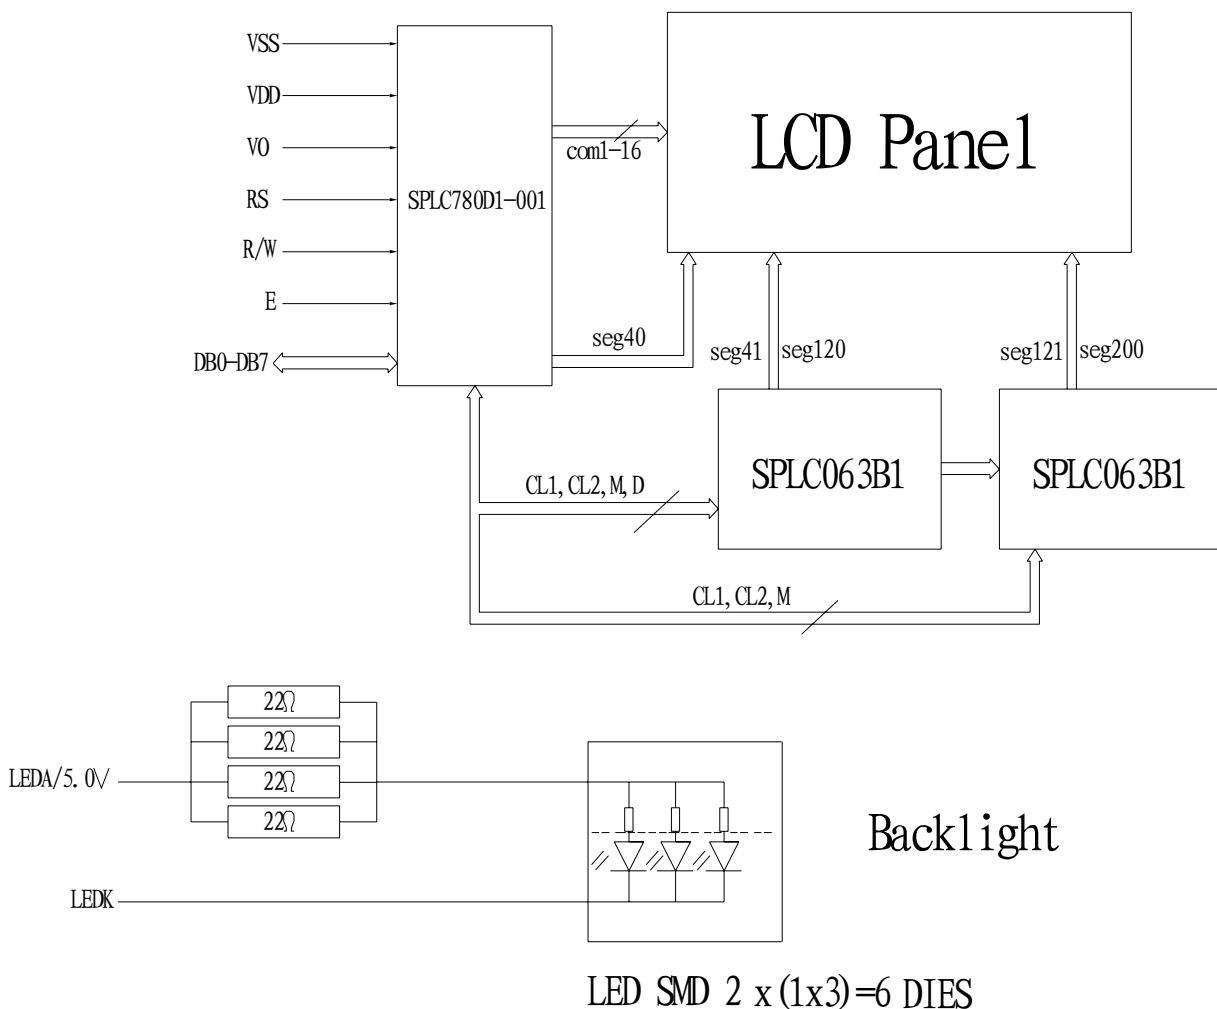 VSS
VDD
VO
RS
R/W
E
DB0-DB7
SPLC780D1-001
com1-16
LCD Panel
seg40
seg41
seg120
seg121
seg200
SPLC063B1
SPLC063B1
CL1, CL2, M, D
CL1, CL2, M
22Ω
22Ω
22Ω
22Ω
LEDA/5.0V
LEDK
Backlight
LED SMD 2 x (1x3)=6 DIES